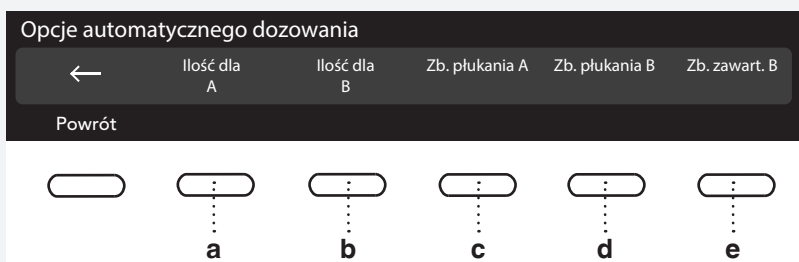 Opcje automatycznego dozowania
← Ilość dla A Ilość dla B Zb. płukania A Zb. płukania B Zb. zawart. B
Powrót
a b c d e